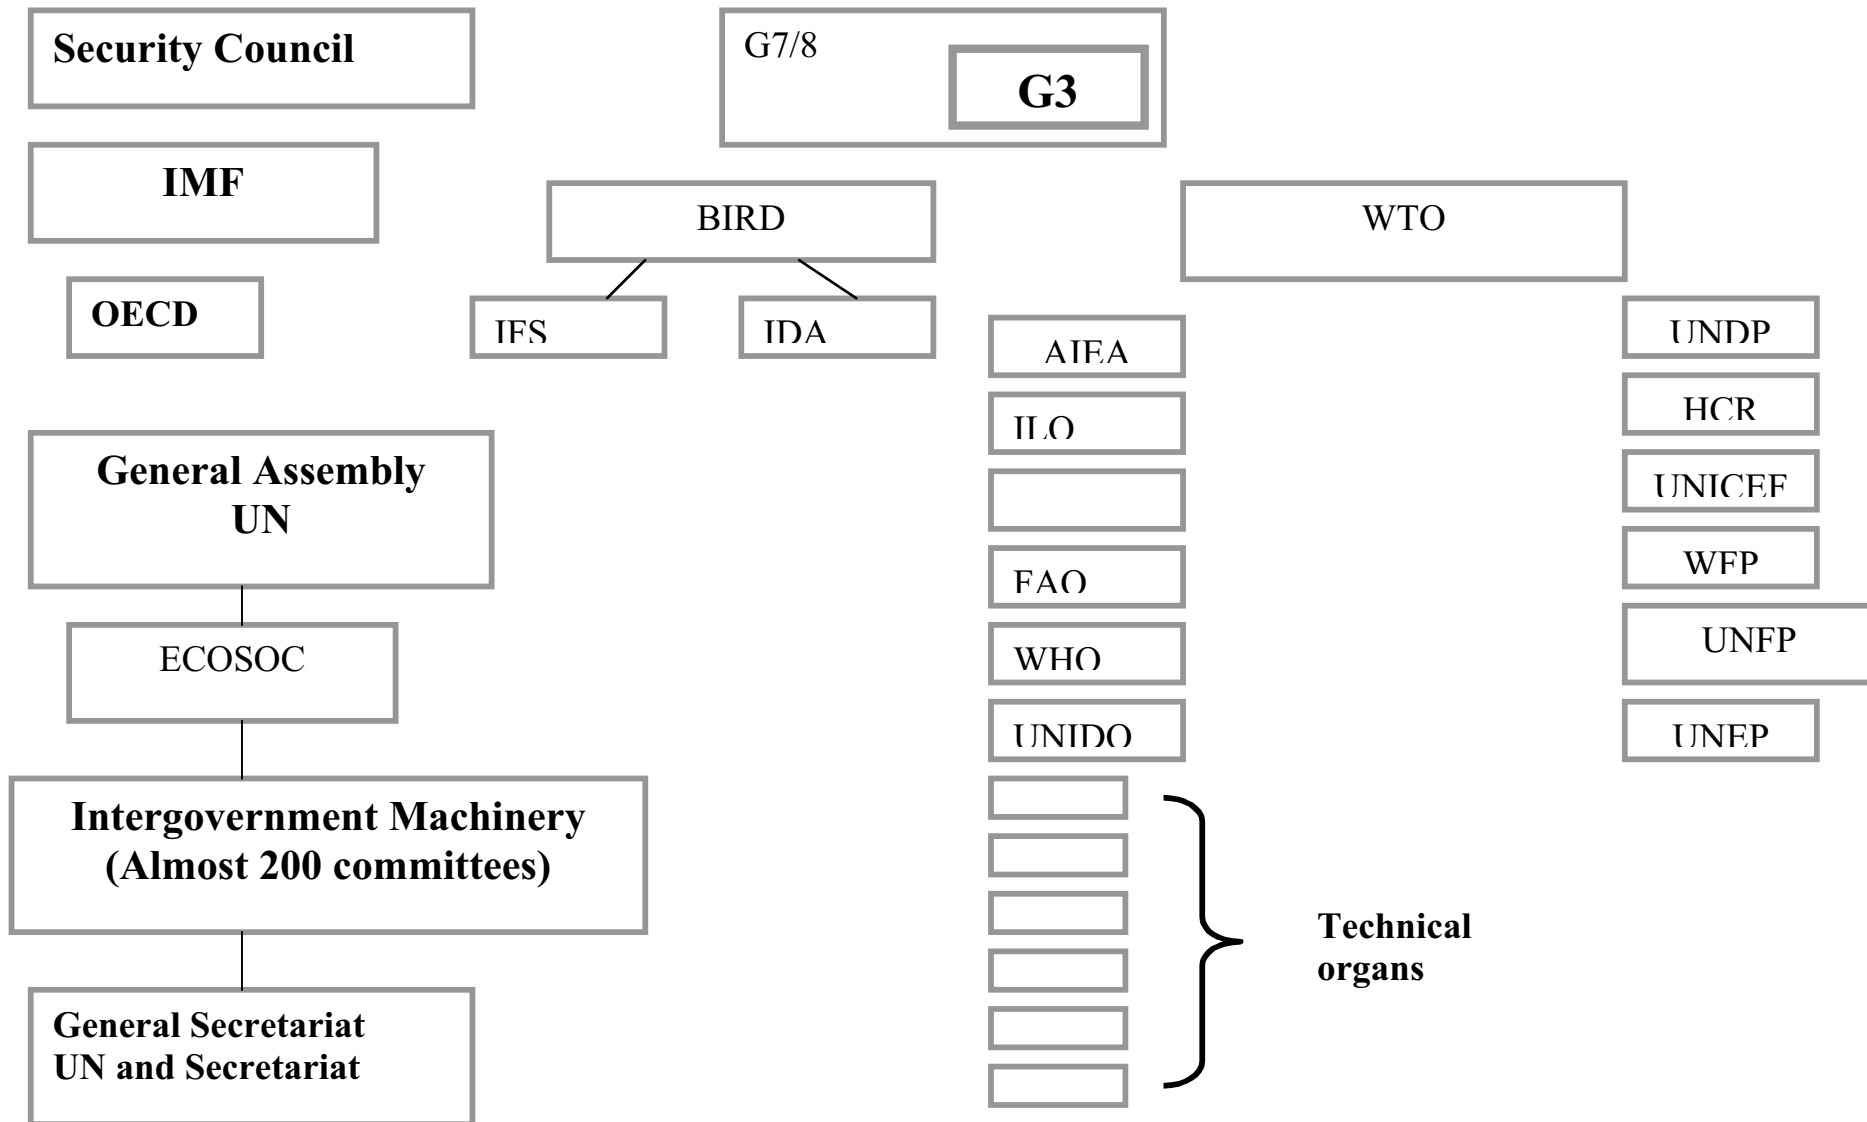 Security Council
G7/8
G3
IMF
BIRD
WTO
OECD
IFS
IDA
AIEA
UNDP
ILO
HCR
General Assembly
UN
UNICEF
FAO
WFP
ECOSOC
WHO
UNFP
UNIDO
UNEP
Intergovernment Machinery
(Almost 200 committees)
Technical
organs
General Secretariat
UN and Secretariat